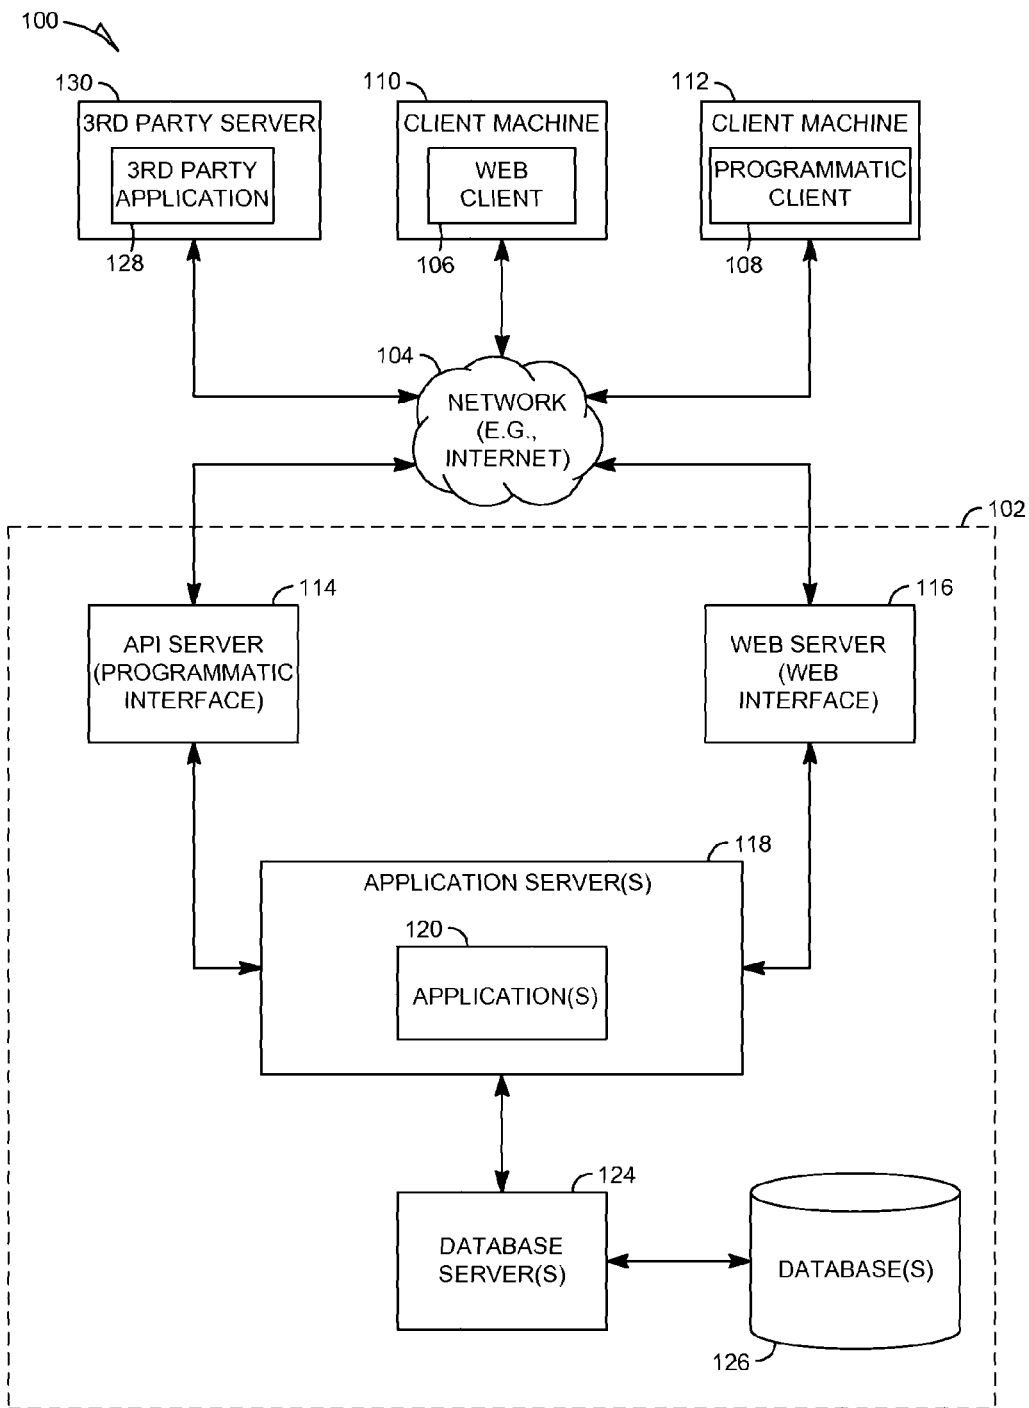 100
130
110
112
3RD PARTY SERVER
CLIENT MACHINE
CLIENT MACHINE
3RD PARTY
APPLICATION
WEB
CLIENT
PROGRAMMATIC
CLIENT
128
106
108
104
NETWORK
(E.G.,
INTERNET)
102
114
116
API SERVER
(PROGRAMMATIC
INTERFACE)
WEB SERVER
(WEB
INTERFACE)
118
APPLICATION SERVER(S)
120
APPLICATION(S)
124
DATABASE
SERVER(S)
DATABASE(S)
126